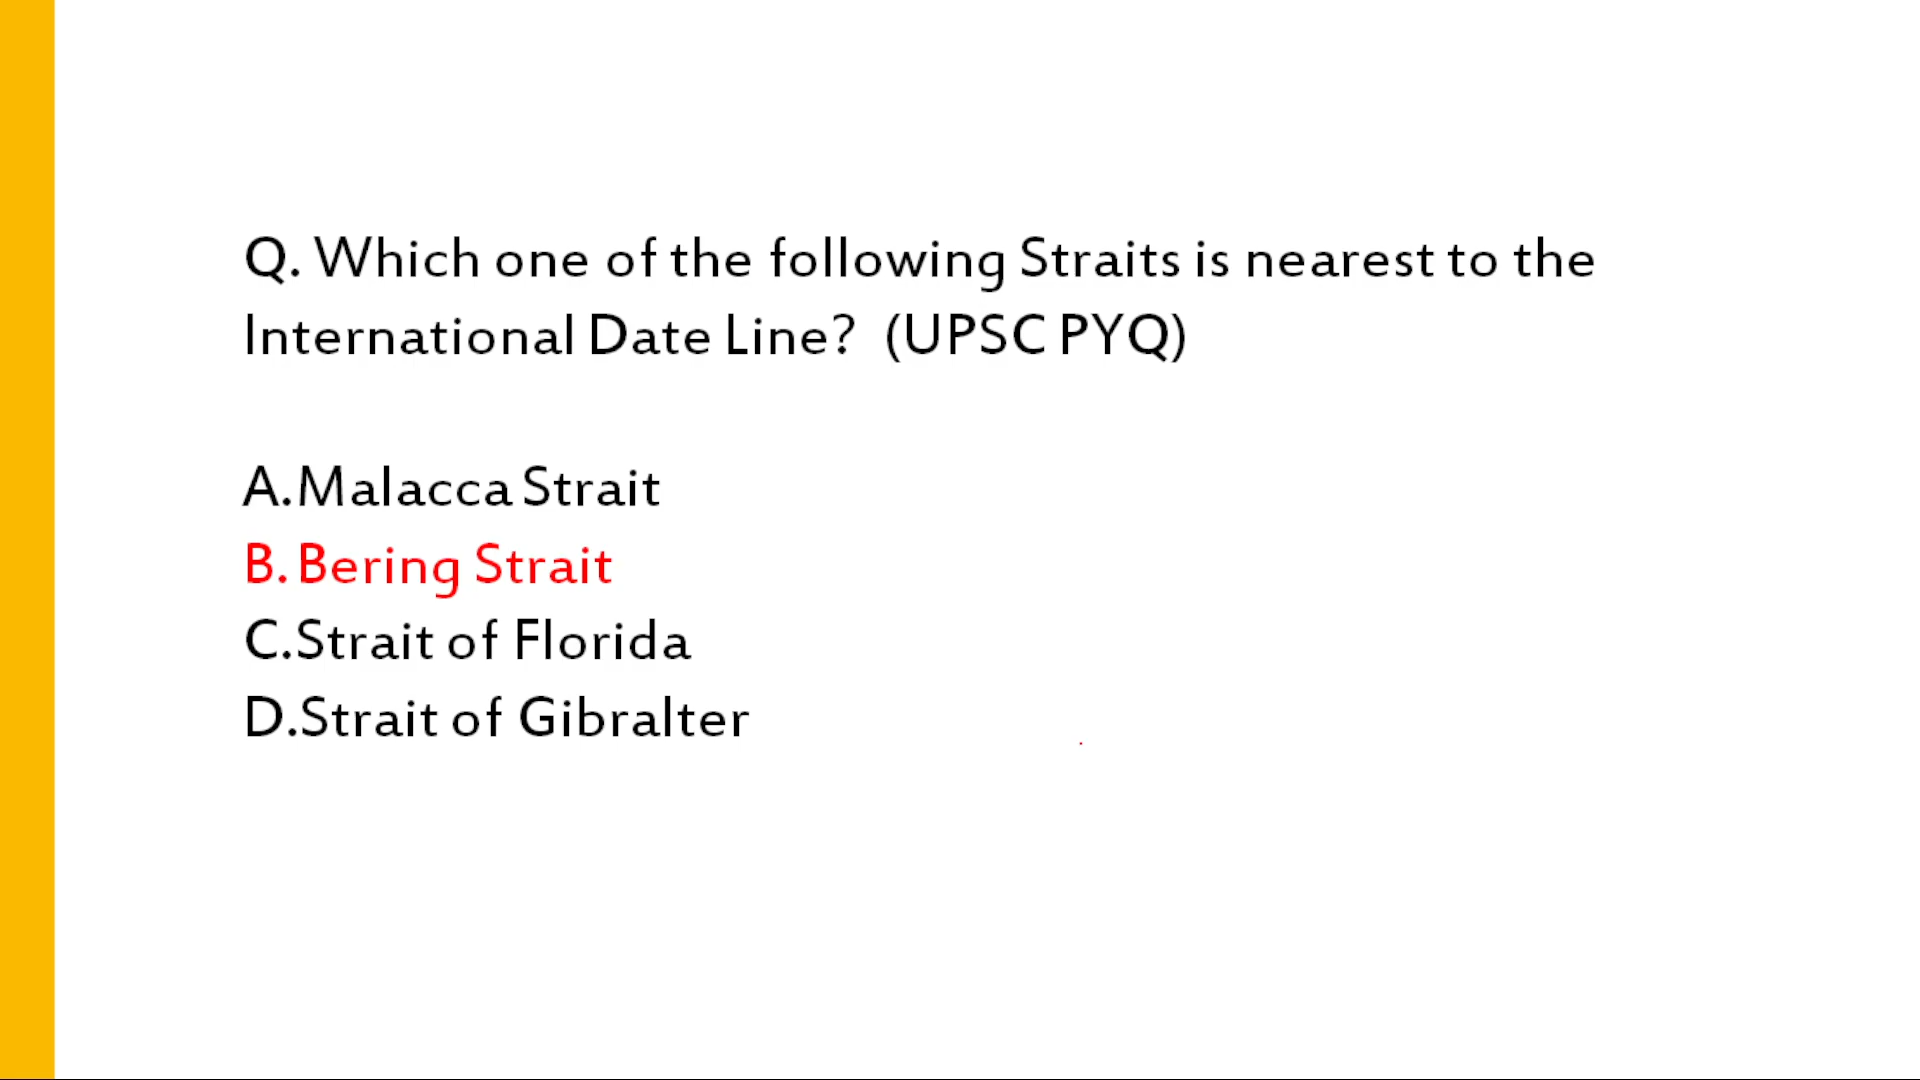 Q. Which one of the following Straits is nearest to the
International Date Line? (UPSC PYQ)
A.Malacca Strait
B.Bering Strait
C.Strait of Florida
D.Strait of Gibralter